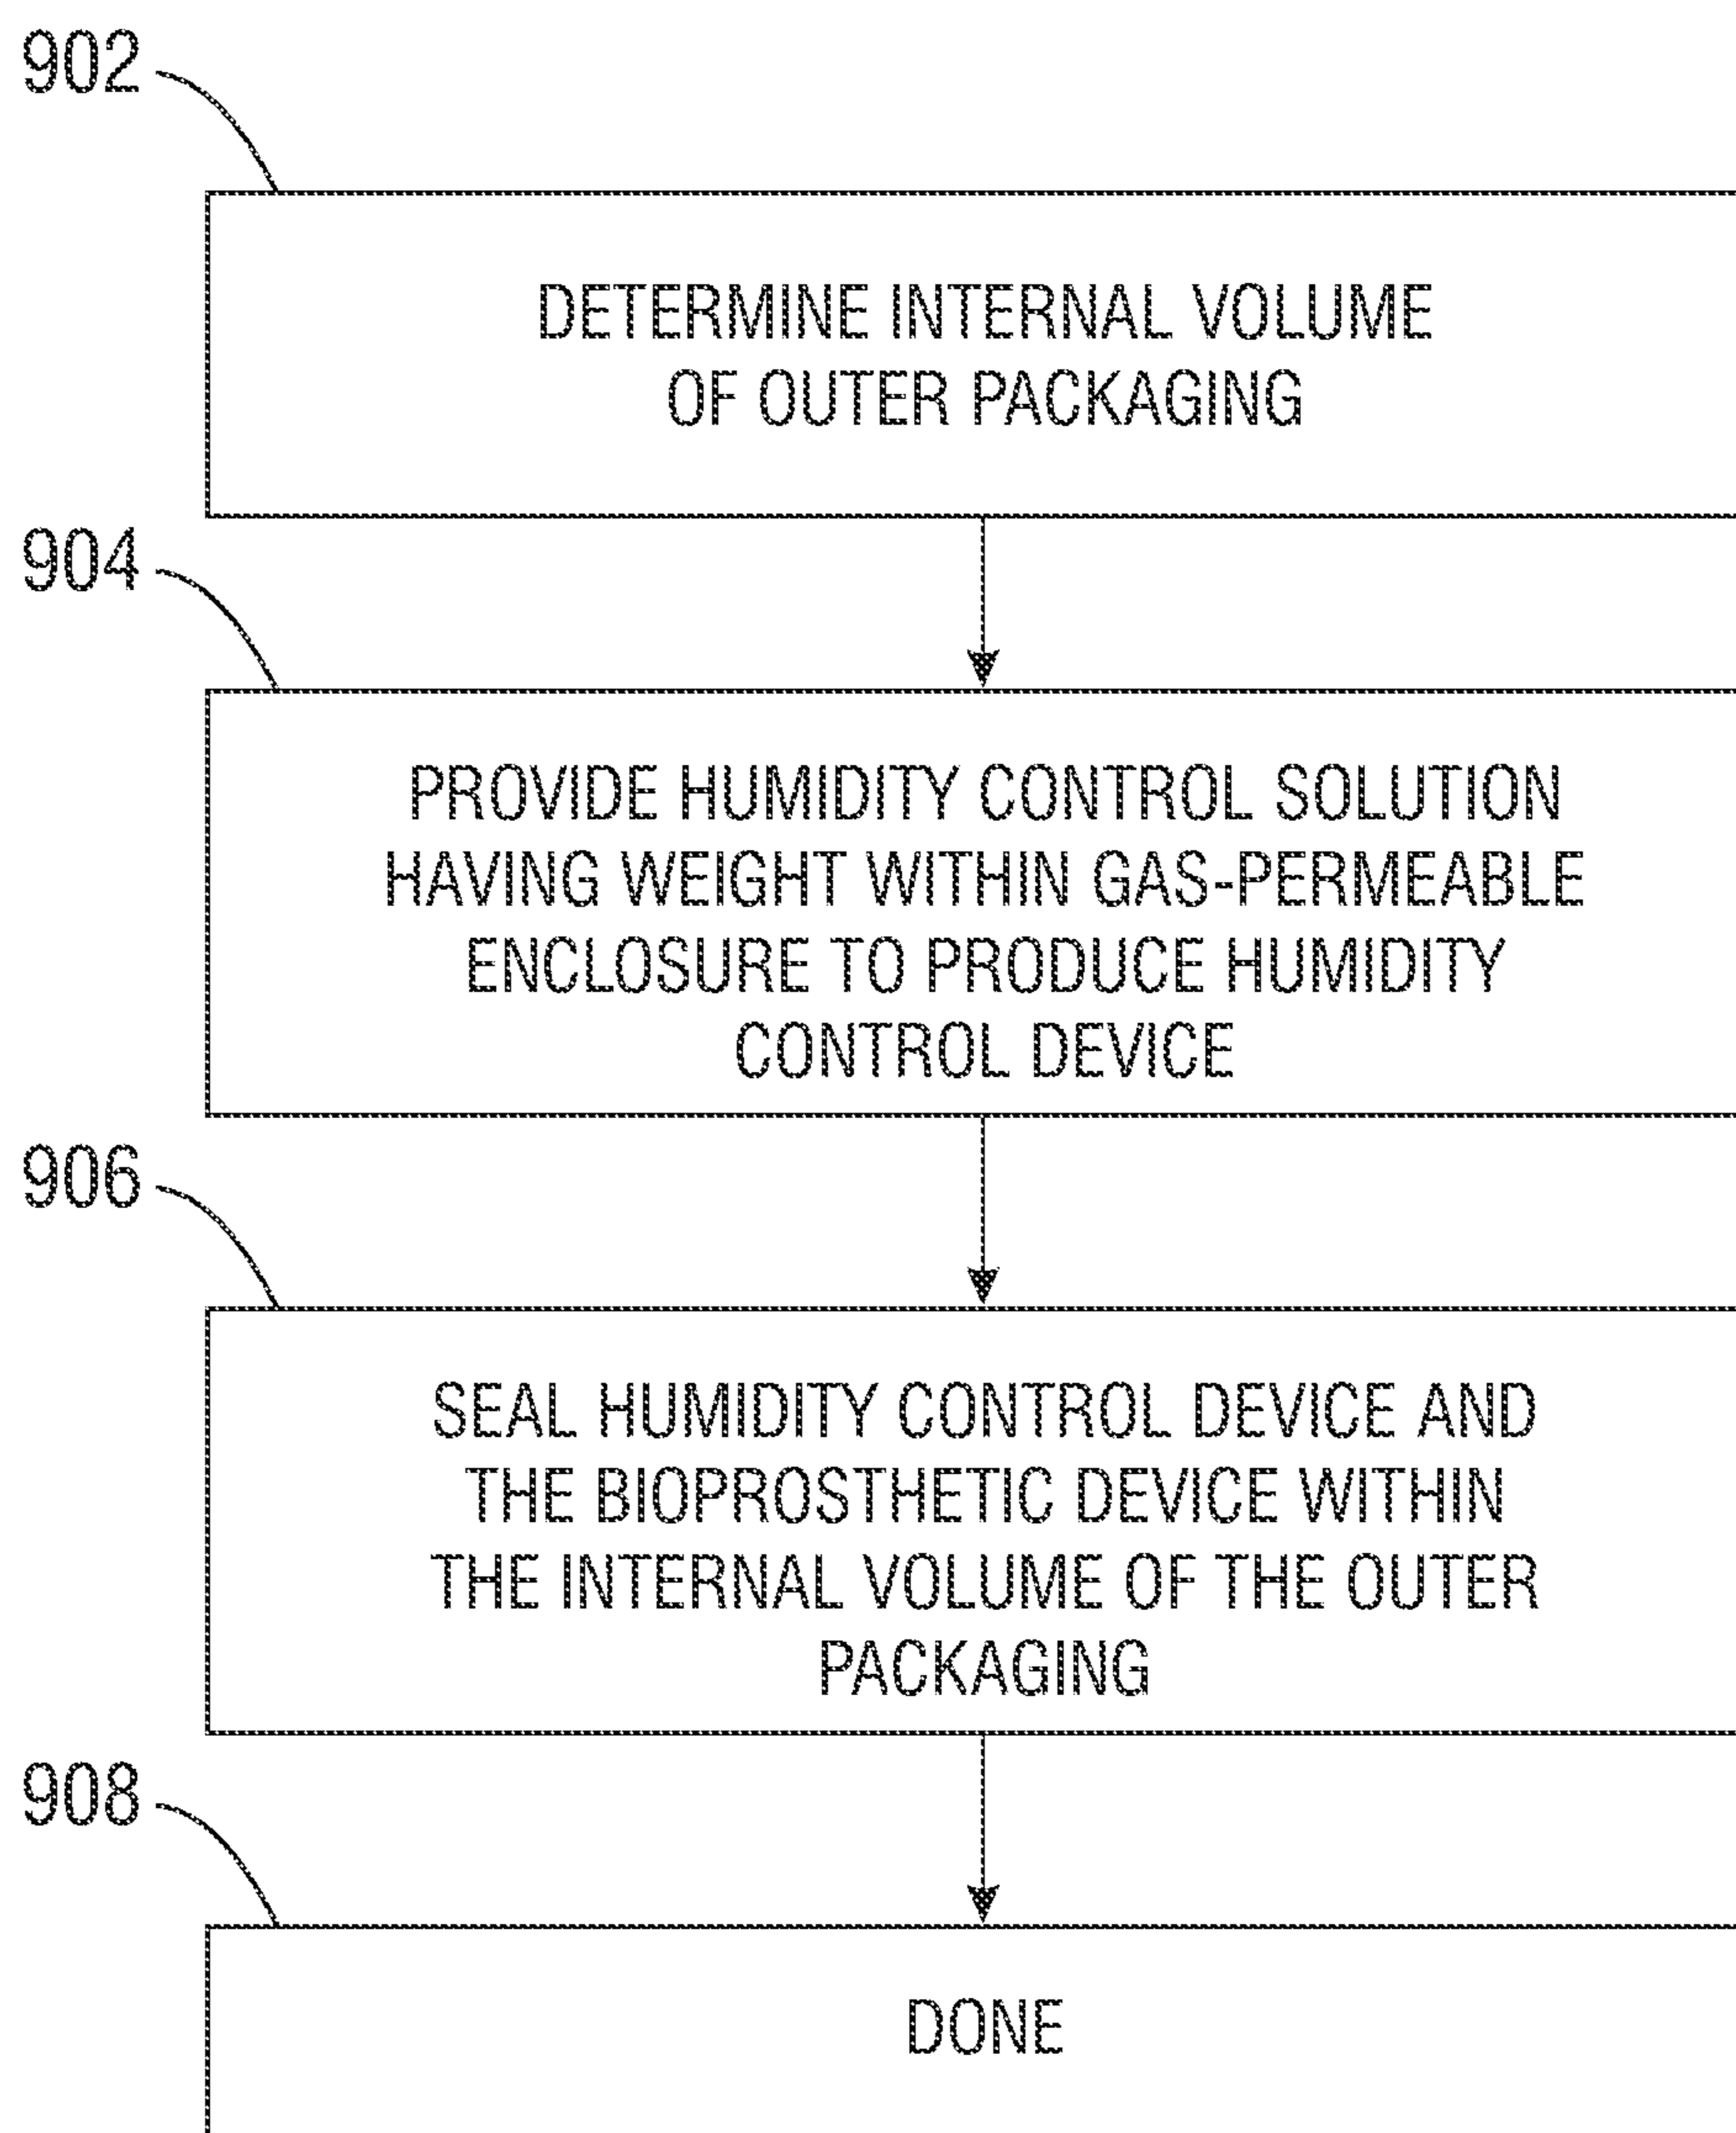 902
DETERMINE INTERNAL VOLUME
OF OUTER PACKAGING
904
PROVIDE HUMIDITY CONTROL SOLUTION
HAVING WEIGHT WITHIN GAS-PERMEABLE
ENCLOSURE TO PRODUCE HUMIDITY
CONTROL DEVICE
906
SEAL HUMIDITY CONTROL DEVICE AND
THE BIOPROSTHETIC DEVICE WITHIN
THE INTERNAL VOLUME OF THE OUTER
PACKAGING
908
DONE